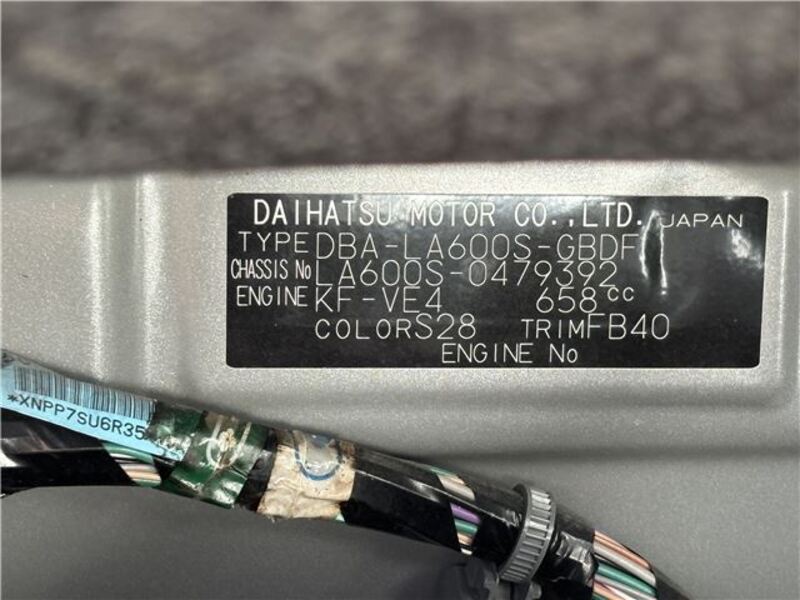 DAIHATSU MOTOR CO.,LTD. JAPAN
TYPE DBA-LA600S-GBDF
CHASSIS No LA600S-0479392
ENGINE KF-VE4 658cc
COLOR S28 TRIM FB40
ENGINE No
*XNPP7SU6R35